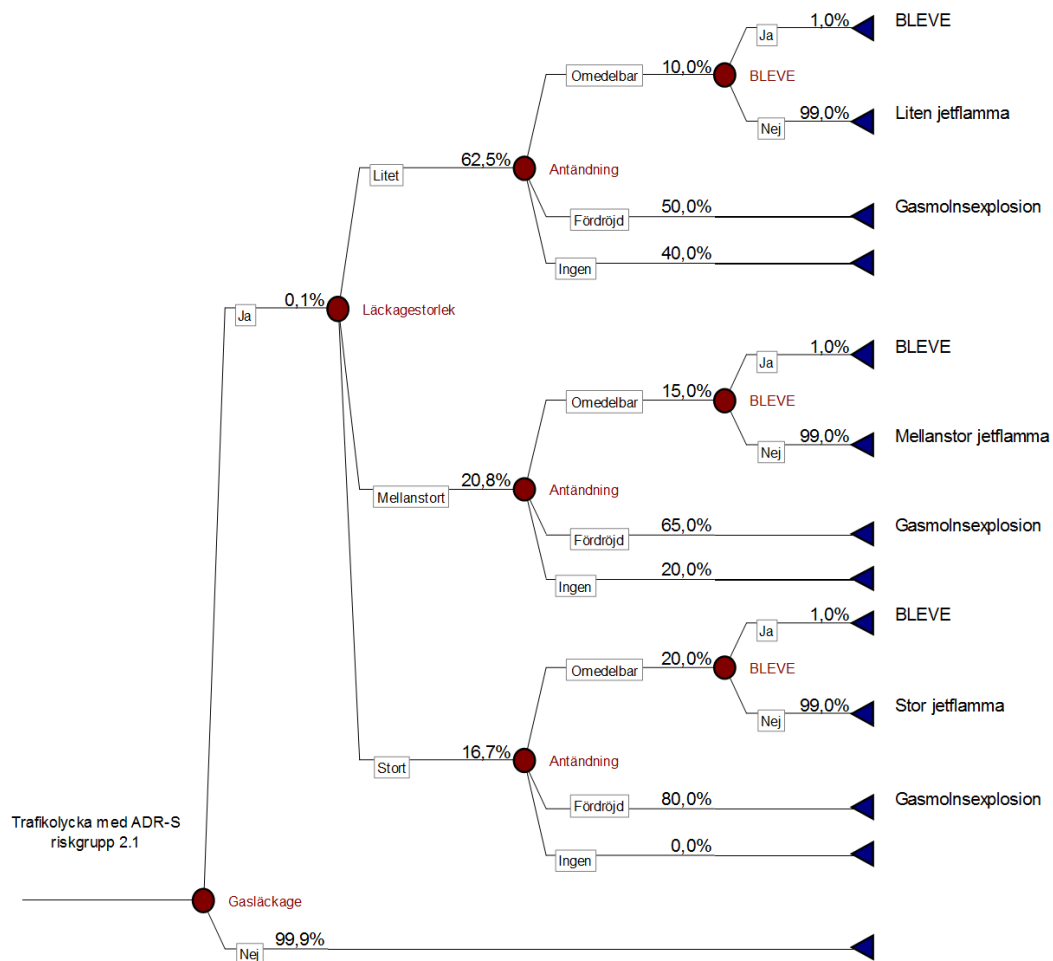 1,0% BLEVE
Ja
Omedelbar 10,0% BLEVE
Nej 99,0% Liten jetflamma
Litet 62,5% Antändning
Fördröjd 50,0% Gasmolnsexplosion
Ingen 40,0%
Ja 0,1% Läckagestorlek
1,0% BLEVE
Ja
Omedelbar 15,0% BLEVE
Nej 99,0% Mellanstor jetflamma
Mellanstort 20,8% Antändning
Fördröjd 65,0% Gasmolnsexplosion
Ingen 20,0%
1,0% BLEVE
Ja
Omedelbar 20,0% BLEVE
Nej 99,0% Stor jetflamma
Stort 16,7% Antändning
Fördröjd 80,0% Gasmolnsexplosion
Ingen 0,0%
Trafikolycka med ADR-S
riskgrupp 2.1
Gasläckage
Nej 99,9%